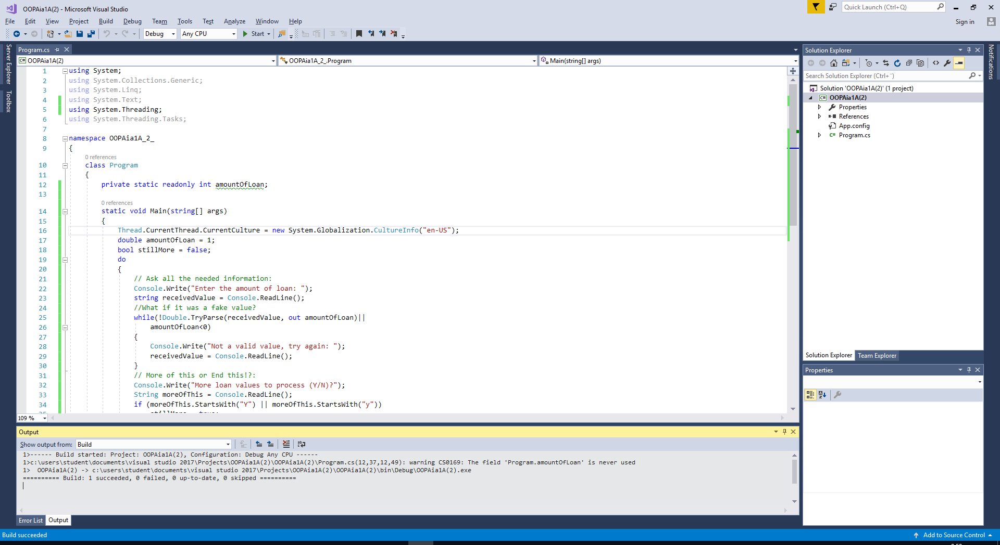 OOPAia1A(2) - Microsoft Visual Studio
Quick Launch (Ctrl+Q)
File Edit View Project Build Debug Team Tools Test Analyze Window Help
Sign in
Debug Any CPU Start
Server Explorer
Toolbox
Program.cs
OOPAia1A(2) OOPAia1A_2_.Program Main(string[] args)
1 using System;
2 using System.Collections.Generic;
3 using System.Linq;
4 using System.Text;
5 using System.Threading;
6 using System.Threading.Tasks;
7
8 namespace OOPAia1A_2_
9 {
0 references
10 class Program
11 {
12 private static readonly int amountOfLoan;
13
0 references
14 static void Main(string[] args)
15 {
16 Thread.CurrentThread.CurrentCulture = new System.Globalization.CultureInfo("en-US");
17 double amountOfLoan = 1;
18 bool stillMore = false;
19 do
20 {
21 // Ask all the needed information:
22 Console.Write("Enter the amount of loan: ");
23 string receivedValue = Console.ReadLine();
24 //What if it was a fake value?
25 while(!Double.TryParse(receivedValue, out amountOfLoan)||
26 amountOfLoan<0)
27 {
28 Console.Write("Not a valid value, try again: ");
29 receivedValue = Console.ReadLine();
30 }
31 // More of this or End this!?:
32 Console.Write("More loan values to process (Y/N)?");
33 String moreOfThis = Console.ReadLine();
34 if (moreOfThis.StartsWith("Y") || moreOfThis.StartsWith("y"))
109 %
Output
Show output from: Build
1>------ Build started: Project: OOPAia1A(2), Configuration: Debug Any CPU ------
1>c:\users\student\documents\visual studio 2017\Projects\OOPAia1A(2)\OOPAia1A(2)\Program.cs(12,37,12,49): warning CS0169: The field 'Program.amountOfLoan' is never used
1> OOPAia1A(2) -> c:\users\student\documents\visual studio 2017\Projects\OOPAia1A(2)\OOPAia1A(2)\bin\Debug\OOPAia1A(2).exe
========== Build: 1 succeeded, 0 failed, 0 up-to-date, 0 skipped ==========
Error List Output
Solution Explorer
Search Solution Explorer (Ctrl+¨)
Solution 'OOPAia1A(2)' (1 project)
C# OOPAia1A(2)
Properties
References
App.config
C# Program.cs
Solution Explorer Team Explorer
Properties
Notifications
Build succeeded
Add to Source Control